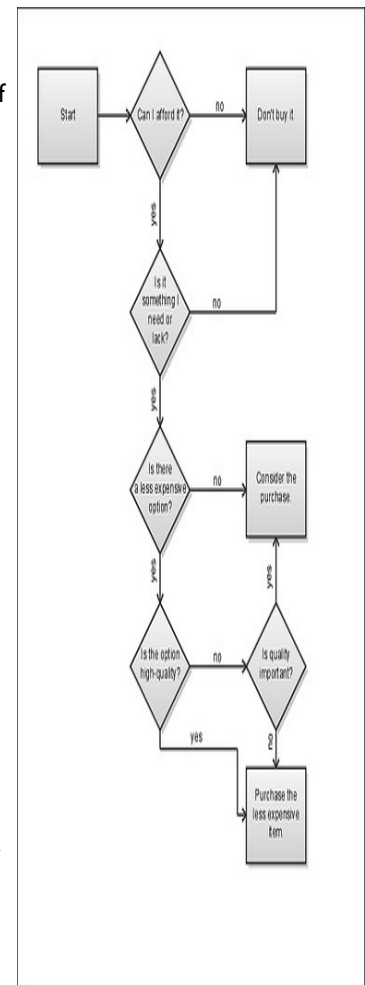 f
Start
Can I afford it?
no
Don't buy it.
yes
Is it
something I
need or
lack?
no
yes
Is there
a less expensive
option?
no
Consider the
purchase.
yes
yes
Is the option
high-quality?
no
Is quality
important?
yes
no
Purchase the
less expensive
item.